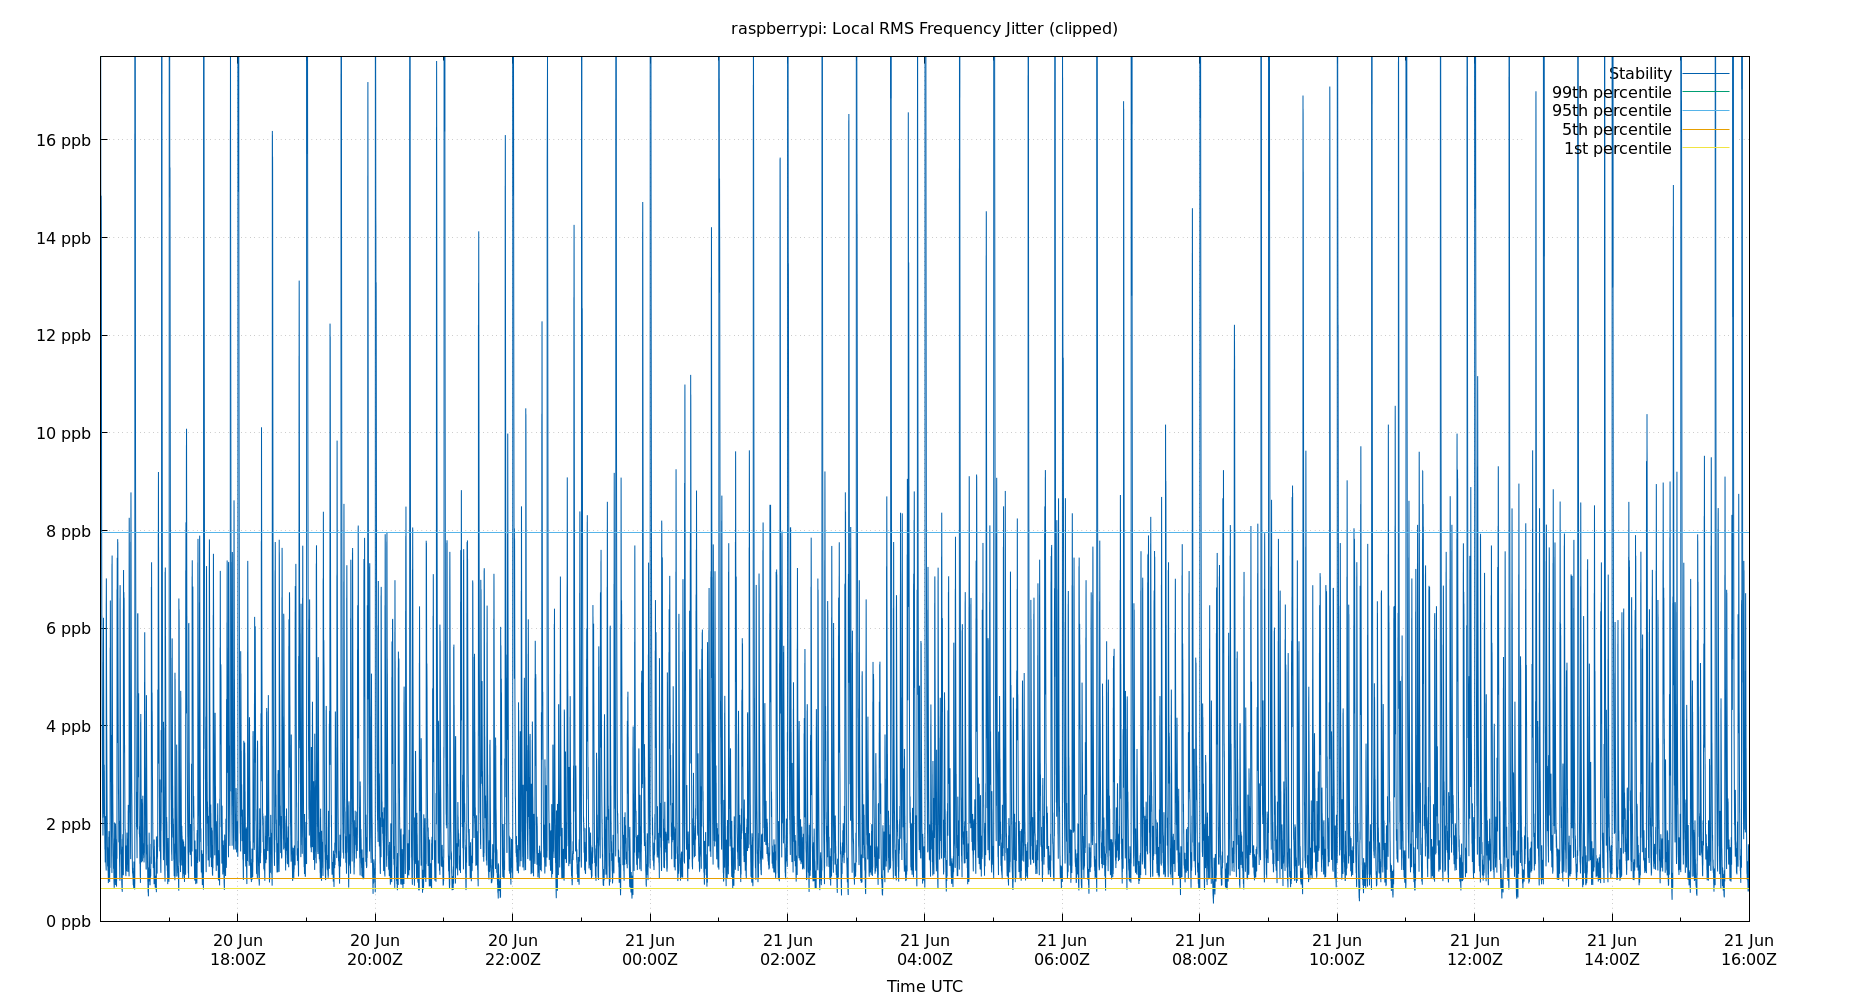 raspberrypi: Local RMS Frequency Jitter (clipped)
Stability
99th percentile
95th percentile
5th percentile
1st percentile
16 ppb
14 ppb
12 ppb
10 ppb
8 ppb
6 ppb
4 ppb
2 ppb
0 ppb
20 Jun 20 Jun 20 Jun 21 Jun 21 Jun 21 Jun 21 Jun 21 Jun 21 Jun 21 Jun 21 Jun 21 Jun
18:00Z 20:00Z 22:00Z 00:00Z 02:00Z 04:00Z 06:00Z 08:00Z 10:00Z 12:00Z 14:00Z 16:00Z
Time UTC